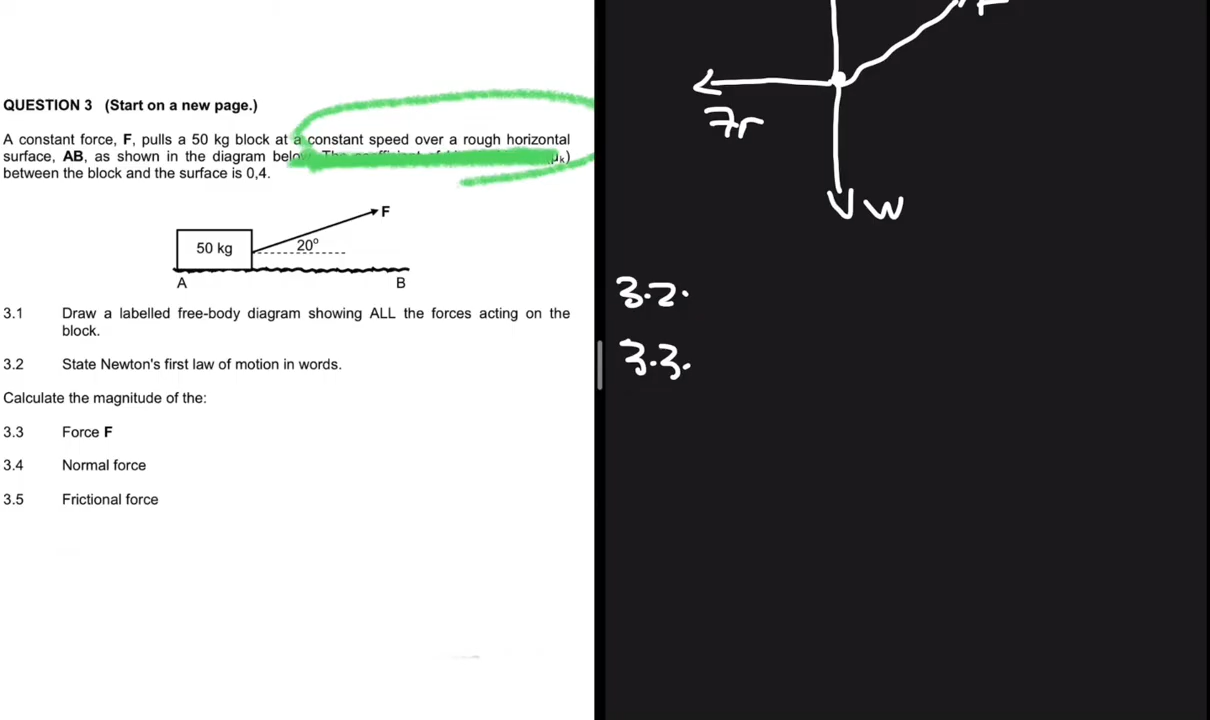 QUESTION 3 (Start on a new page.)
A constant force, F, pulls a 50 kg block at a constant speed over a rough horizontal
surface, AB, as shown in the diagram below. The μk)
between the block and the surface is 0,4.
F
50 kg
20°
A
B
3.1 Draw a labelled free-body diagram showing ALL the forces acting on the
block.
3.2 State Newton's first law of motion in words.
Calculate the magnitude of the:
3.3 Force F
3.4 Normal force
3.5 Frictional force
F
Fr
W
3.2.
3.3.